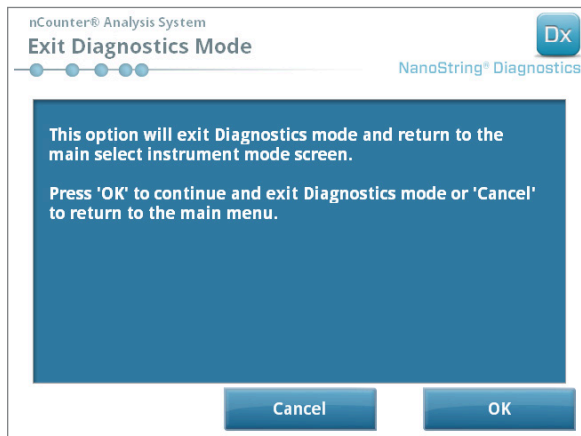 nCounter® Analysis System
Exit Diagnostics Mode
Dx
NanoString® Diagnostics
This option will exit Diagnostics mode and return to the
main select instrument mode screen.
Press 'OK' to continue and exit Diagnostics mode or 'Cancel'
to return to the main menu.
Cancel
OK